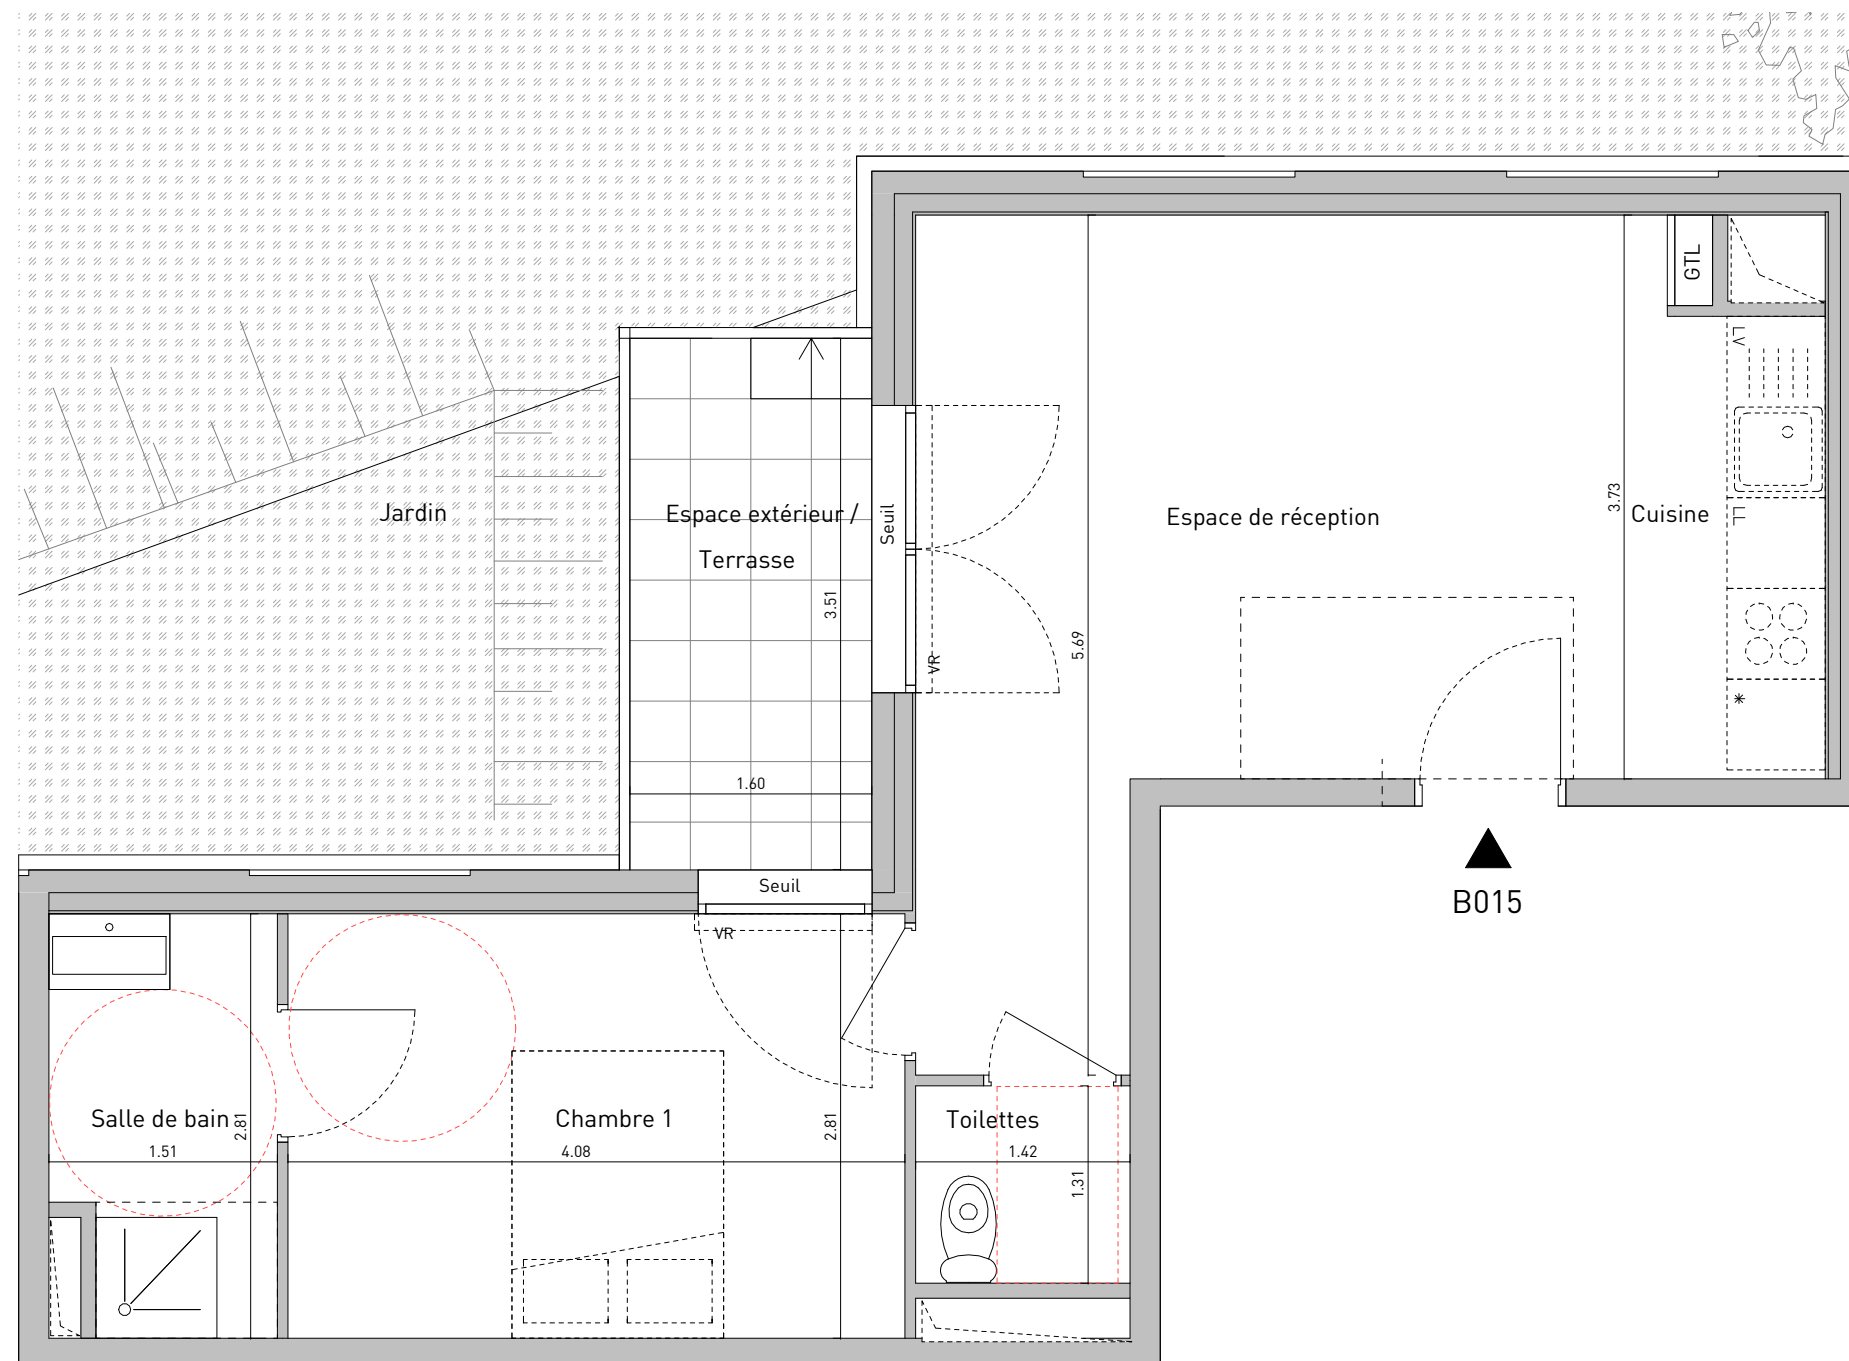 GTL
LV
Jardin
Espace extérieur /
Terrasse
Seuil
Espace de réception
3.73
Cuisine
LL
3.51
5.69
VR
*
1.60
Seuil
VR
B015
Salle de bain
2.81
1.51
Chambre 1
4.08
2.81
Toilettes
1.42
1.31